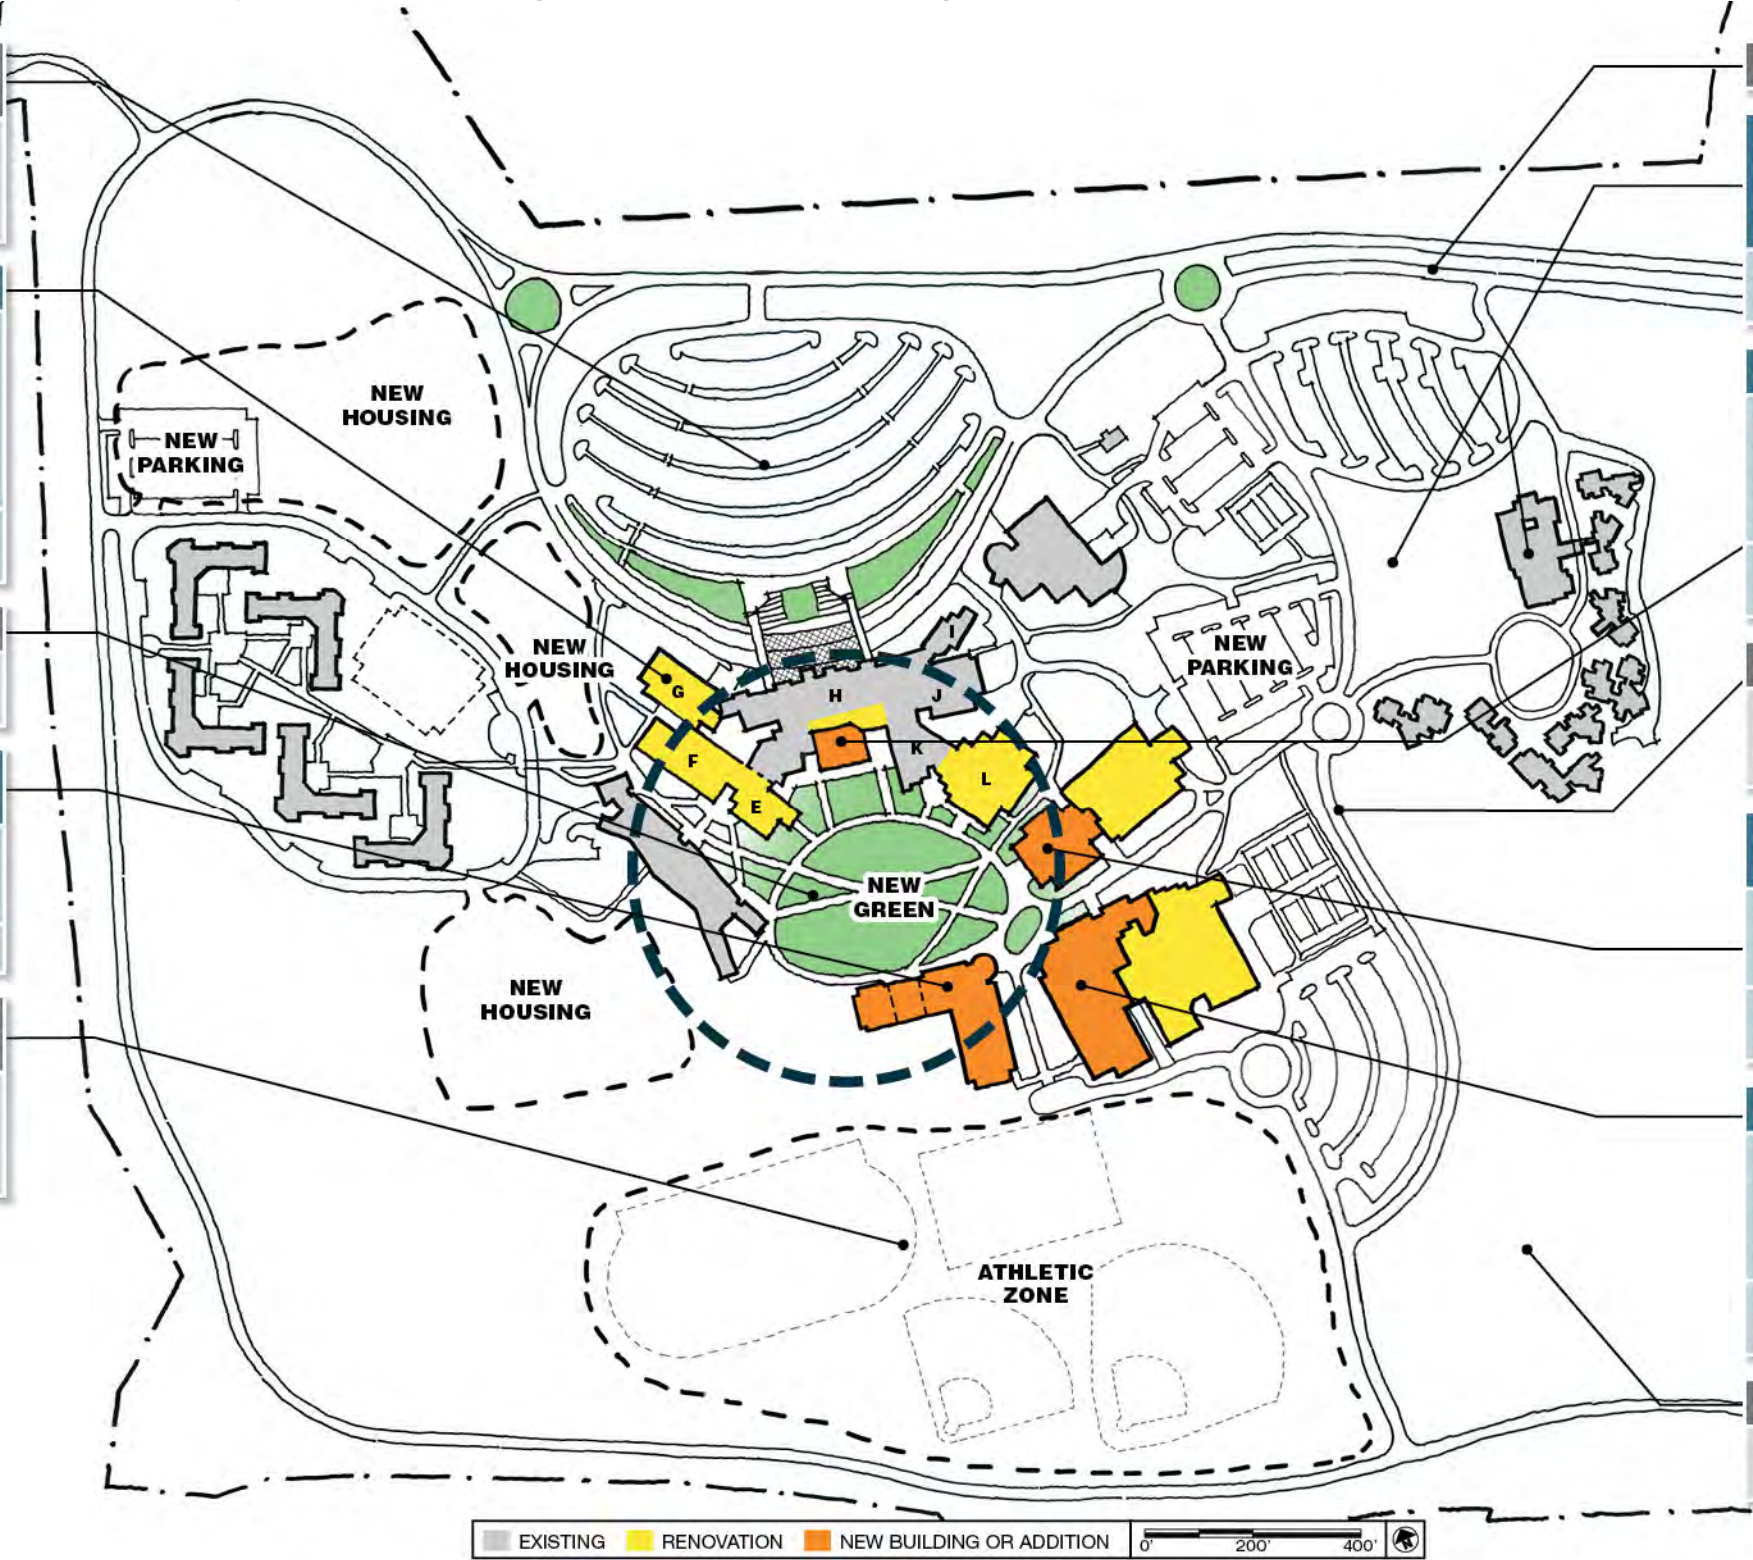 NEW
HOUSING
NEW
PARKING
NEW
HOUSING
NEW
PARKING
I
G
H
J
F
K
L
E
NEW
GREEN
NEW
HOUSING
ATHLETIC
ZONE
EXISTING
RENOVATION
NEW BUILDING OR ADDITION
0'
200'
400'